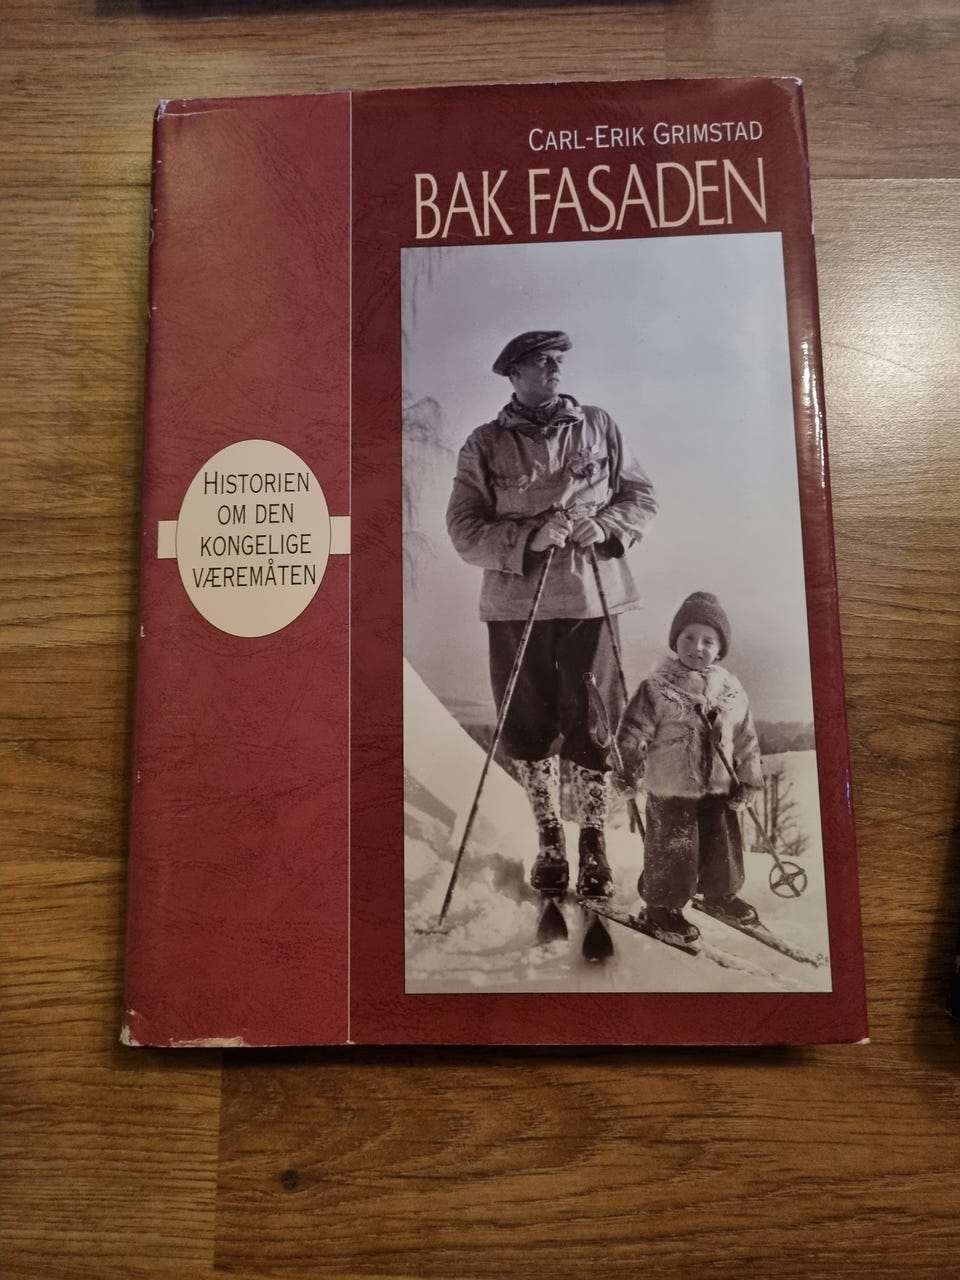 CARL-ERIK GRIMSTAD
BAK FASADEN
HISTORIEN
OM DEN
KONGELIGE
VÆREMÅTEN